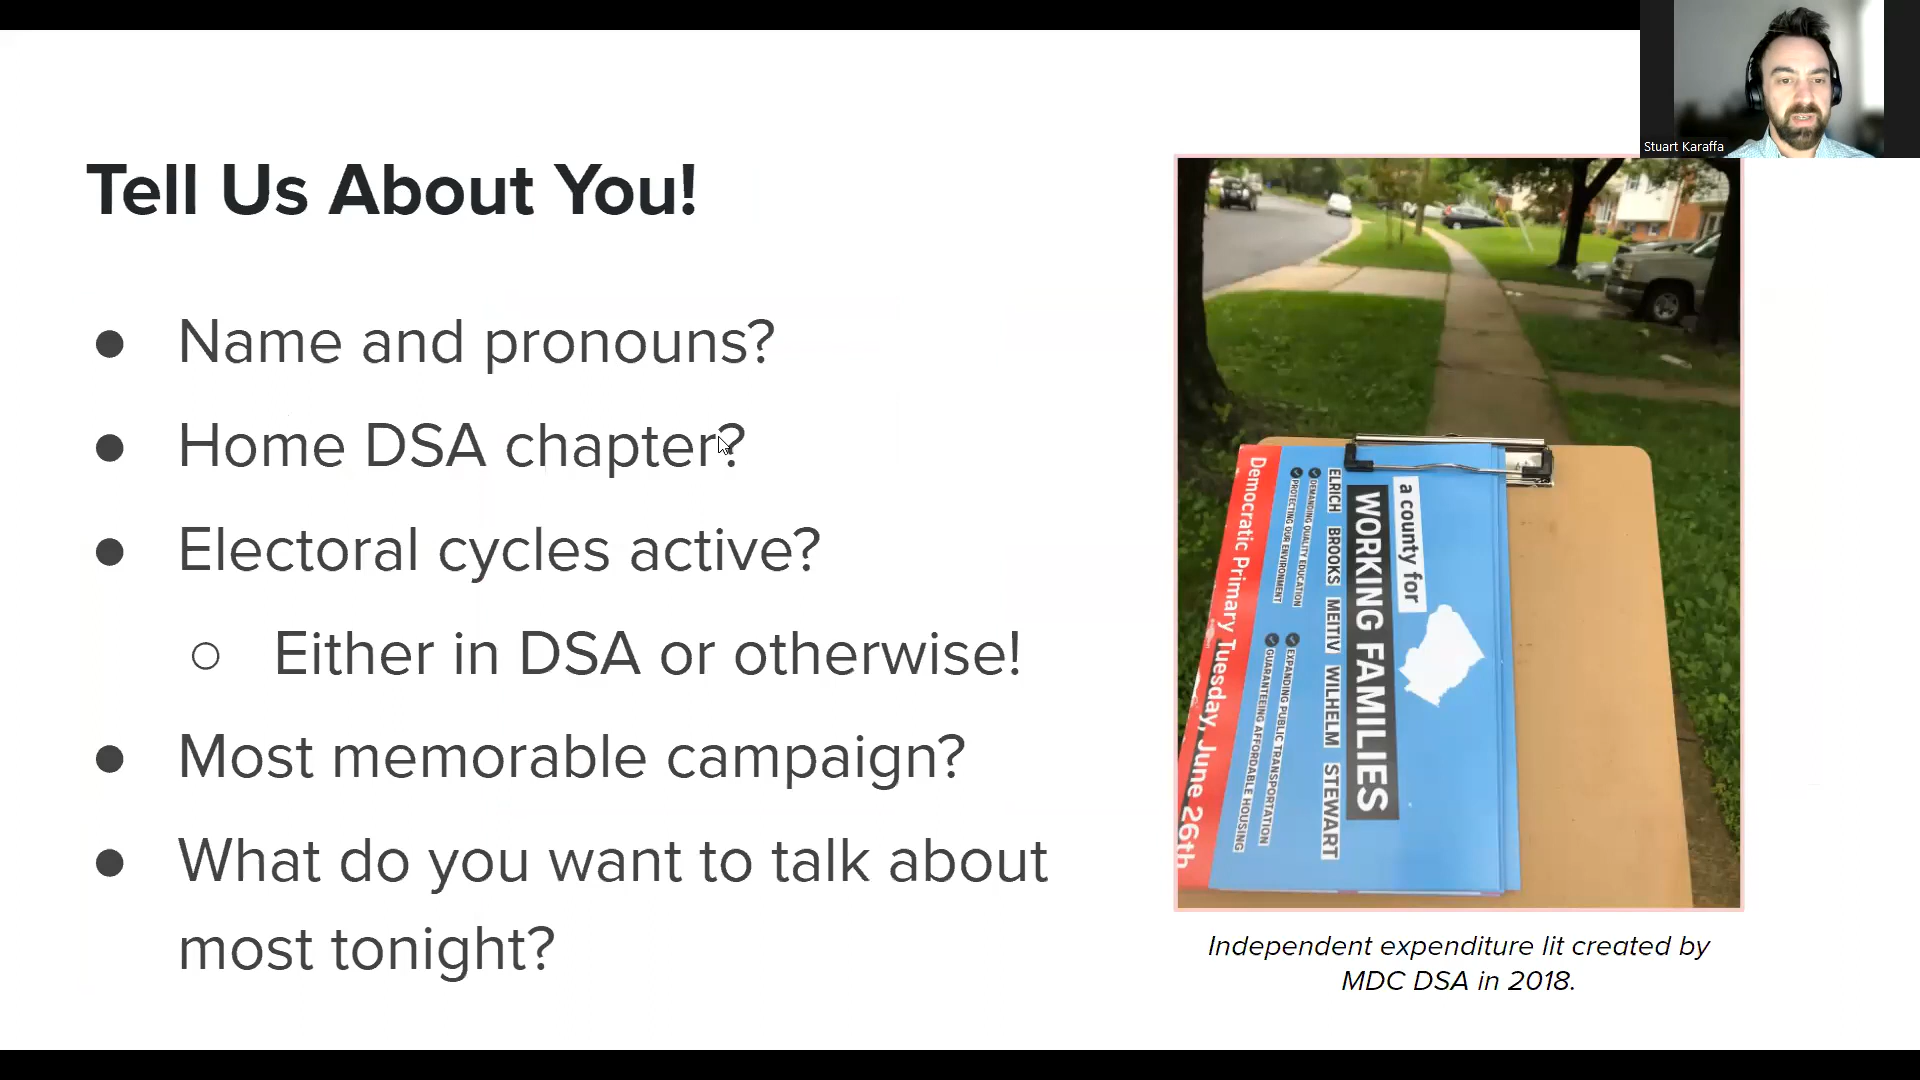 Stuart Karaffa
Tell Us About You!
● Name and pronouns?
● Home DSA chapter?
● Electoral cycles active?
○ Either in DSA or otherwise!
● Most memorable campaign?
● What do you want to talk about
most tonight?
a county for
WORKING FAMILIES
ELRICH BROOKS MEITIV WILHELM STEWART
DEMANDING QUALITY EDUCATION
PROTECTING OUR ENVIRONMENT
EXPANDING PUBLIC TRANSPORTATION
GUARANTEEING AFFORDABLE HOUSING
Democratic Primary Tuesday, June 26th
Independent expenditure lit created by
MDC DSA in 2018.